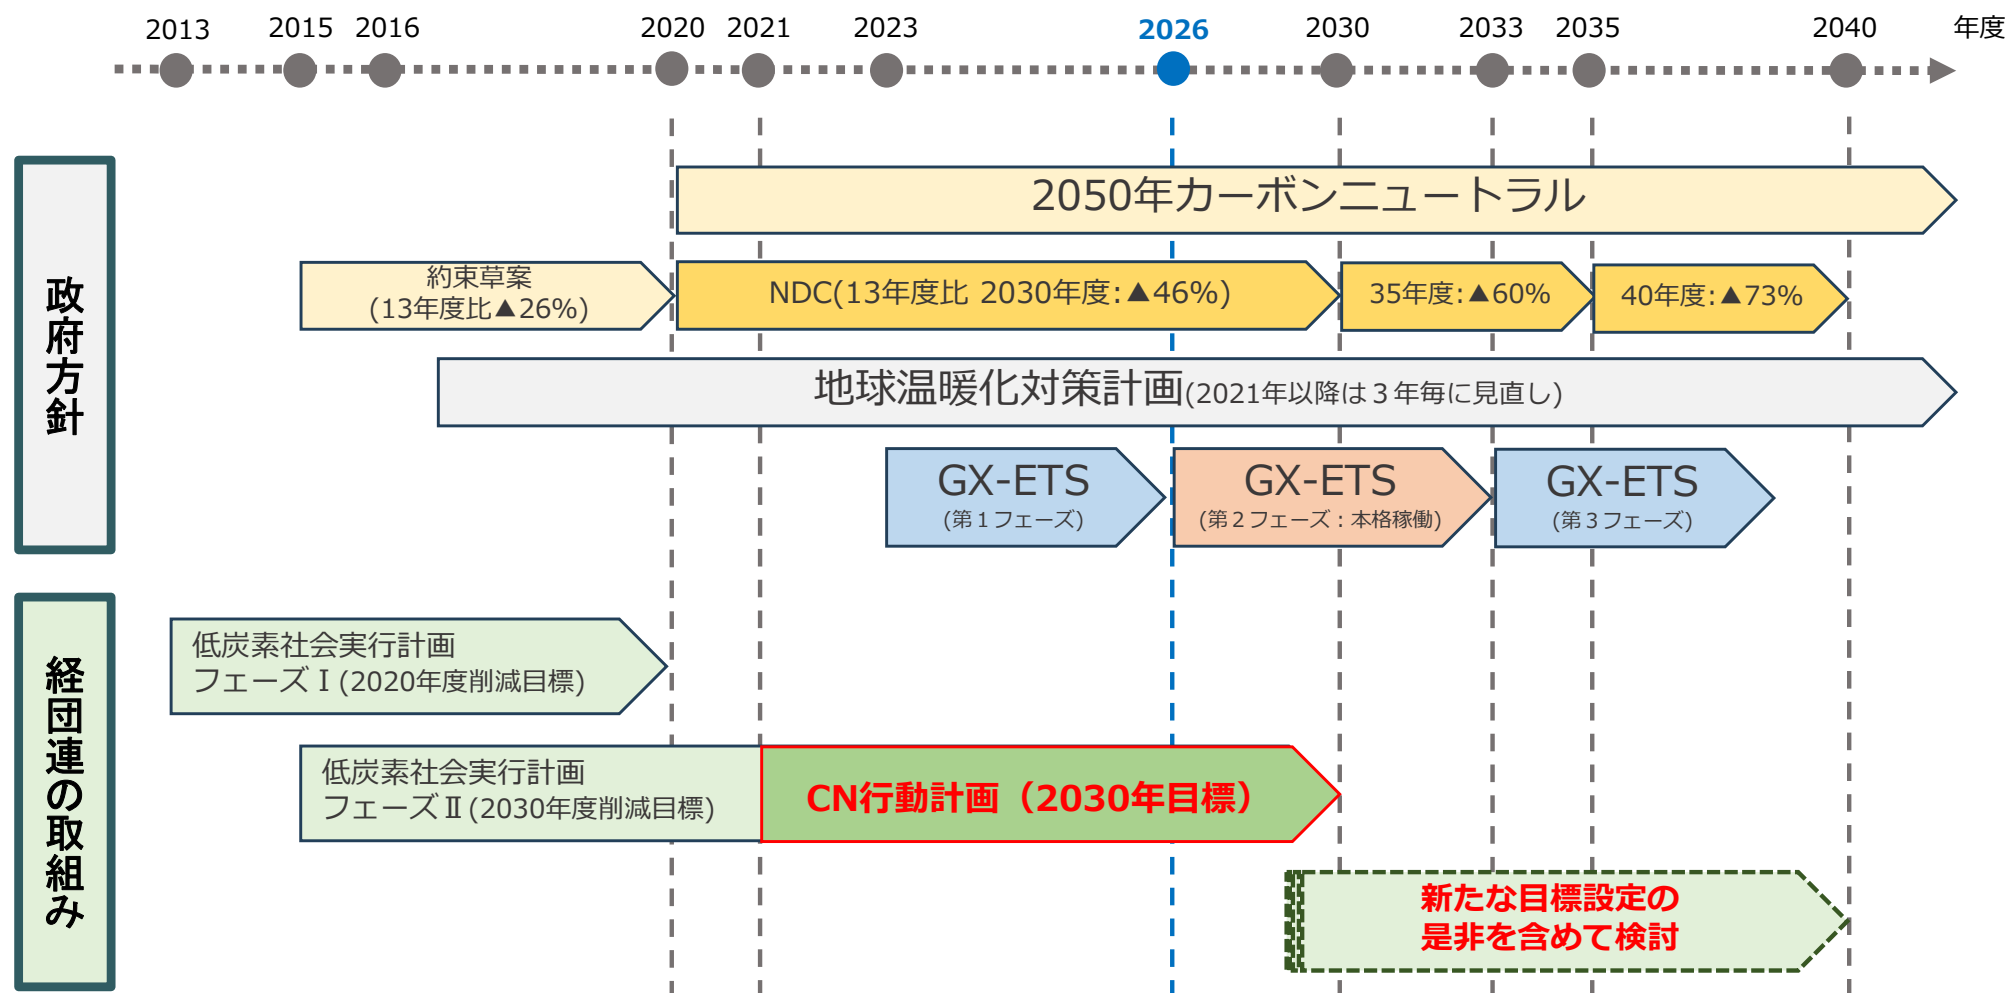 2013
2015
2016
2020
2021
2023
2026
2030
2033
2035
2040
年度
政府方針
2050年カーボンニュートラル
約束草案
(13年度比▲26%)
NDC(13年度比 2030年度:▲46%)
35年度:▲60%
40年度:▲73%
地球温暖化対策計画(2021年以降は３年毎に見直し)
GX-ETS
(第１フェーズ)
GX-ETS
(第２フェーズ：本格稼働)
GX-ETS
(第３フェーズ)
経団連の取組み
低炭素社会実行計画
フェーズⅠ(2020年度削減目標)
低炭素社会実行計画
フェーズⅡ(2030年度削減目標)
CN行動計画（2030年目標）
新たな目標設定の
是非を含めて検討